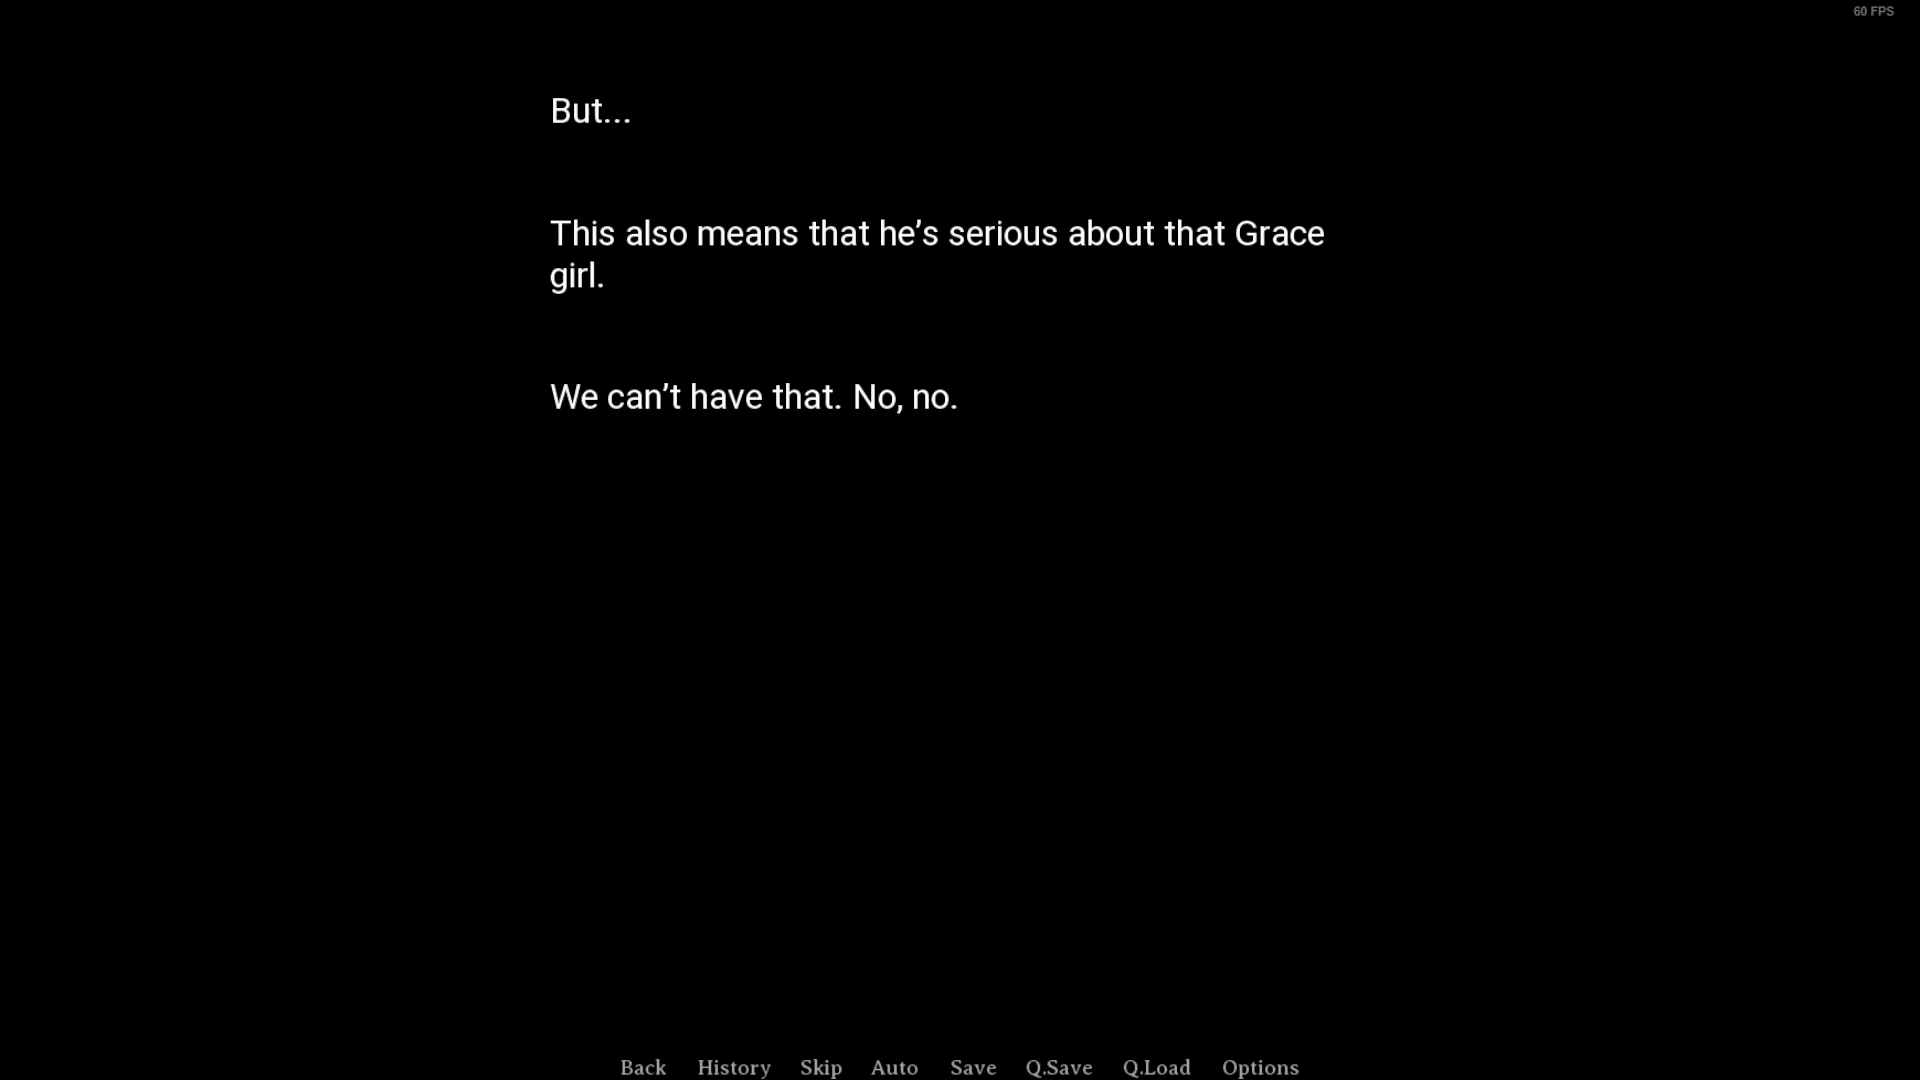 60 FPS
But...
This also means that he’s serious about that Grace
girl.
We can’t have that. No, no.
Back History Skip Auto Save Q.Save Q.Load Options